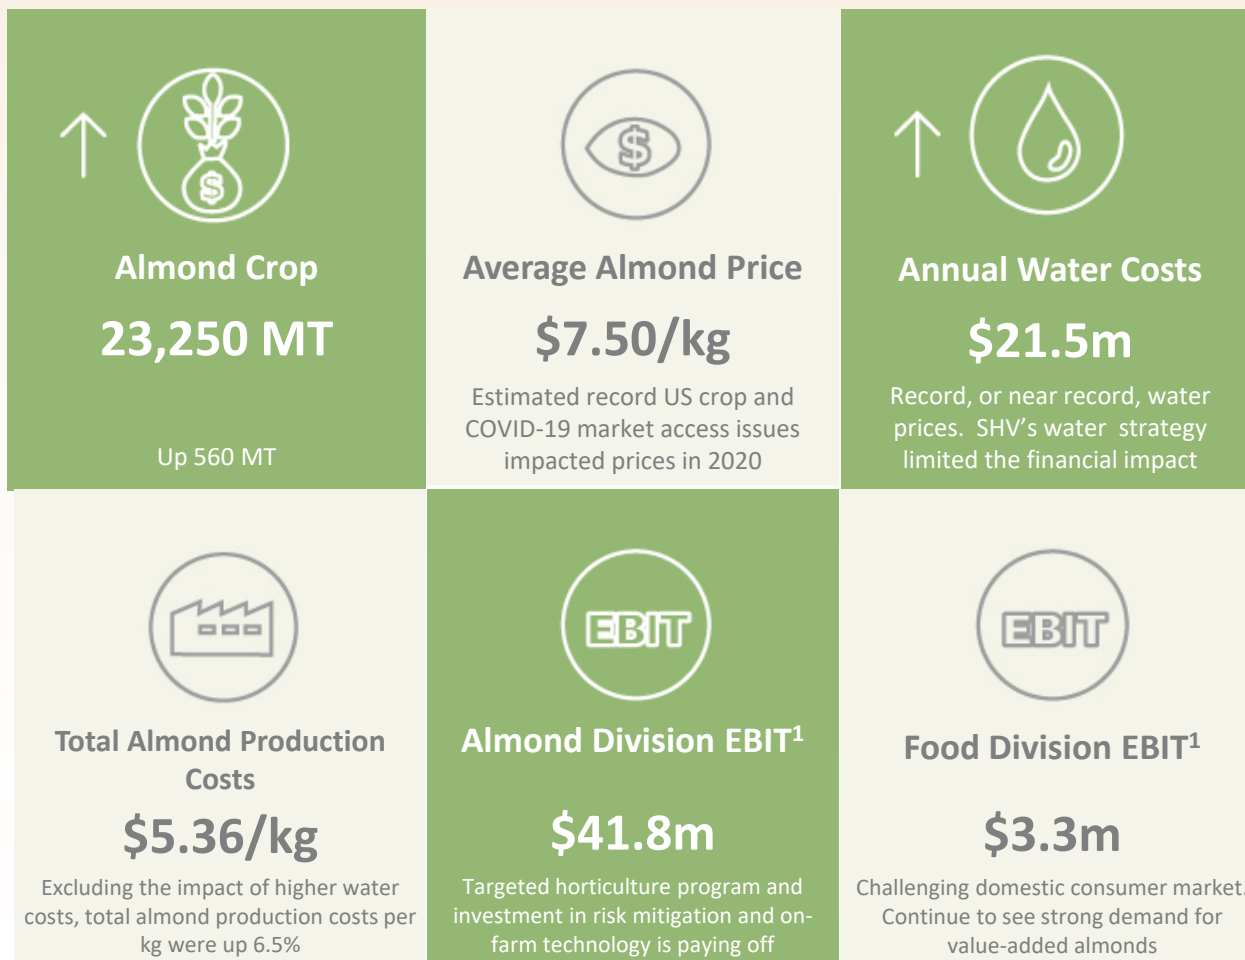 $
Almond Crop
23,250 MT
Up 560 MT
$
Average Almond Price
$7.50/kg
Estimated record US crop and
COVID-19 market access issues
impacted prices in 2020
Annual Water Costs
$21.5m
Record, or near record, water
prices.  SHV's water  strategy
limited the financial impact
Total Almond Production
Costs
$5.36/kg
Excluding the impact of higher water
costs, total almond production costs per
kg were up 6.5%
EBIT
Almond Division EBIT¹
$41.8m
Targeted horticulture program and
investment in risk mitigation and on-
farm technology is paying off
EBIT
Food Division EBIT¹
$3.3m
Challenging domestic consumer market.
Continue to see strong demand for
value-added almonds